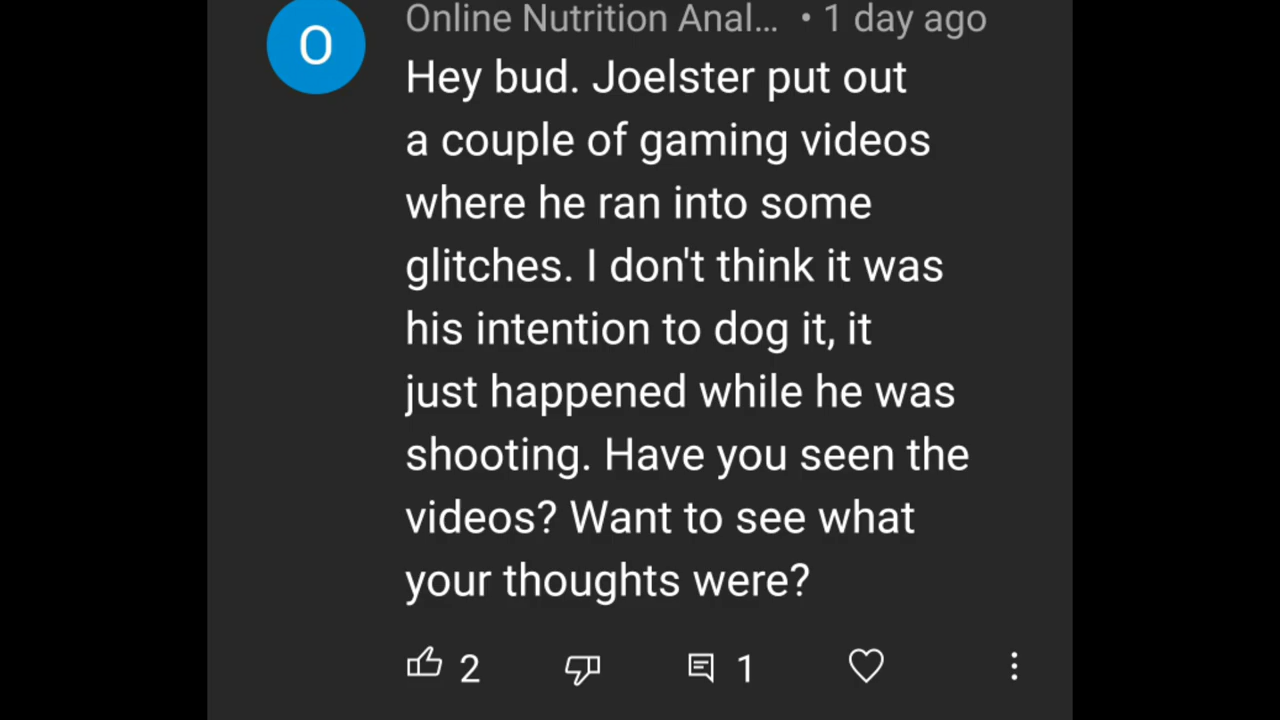 O
Online Nutrition Anal... • 1 day ago
Hey bud. Joelster put out
a couple of gaming videos
where he ran into some
glitches. I don't think it was
his intention to dog it, it
just happened while he was
shooting. Have you seen the
videos? Want to see what
your thoughts were?
2 1